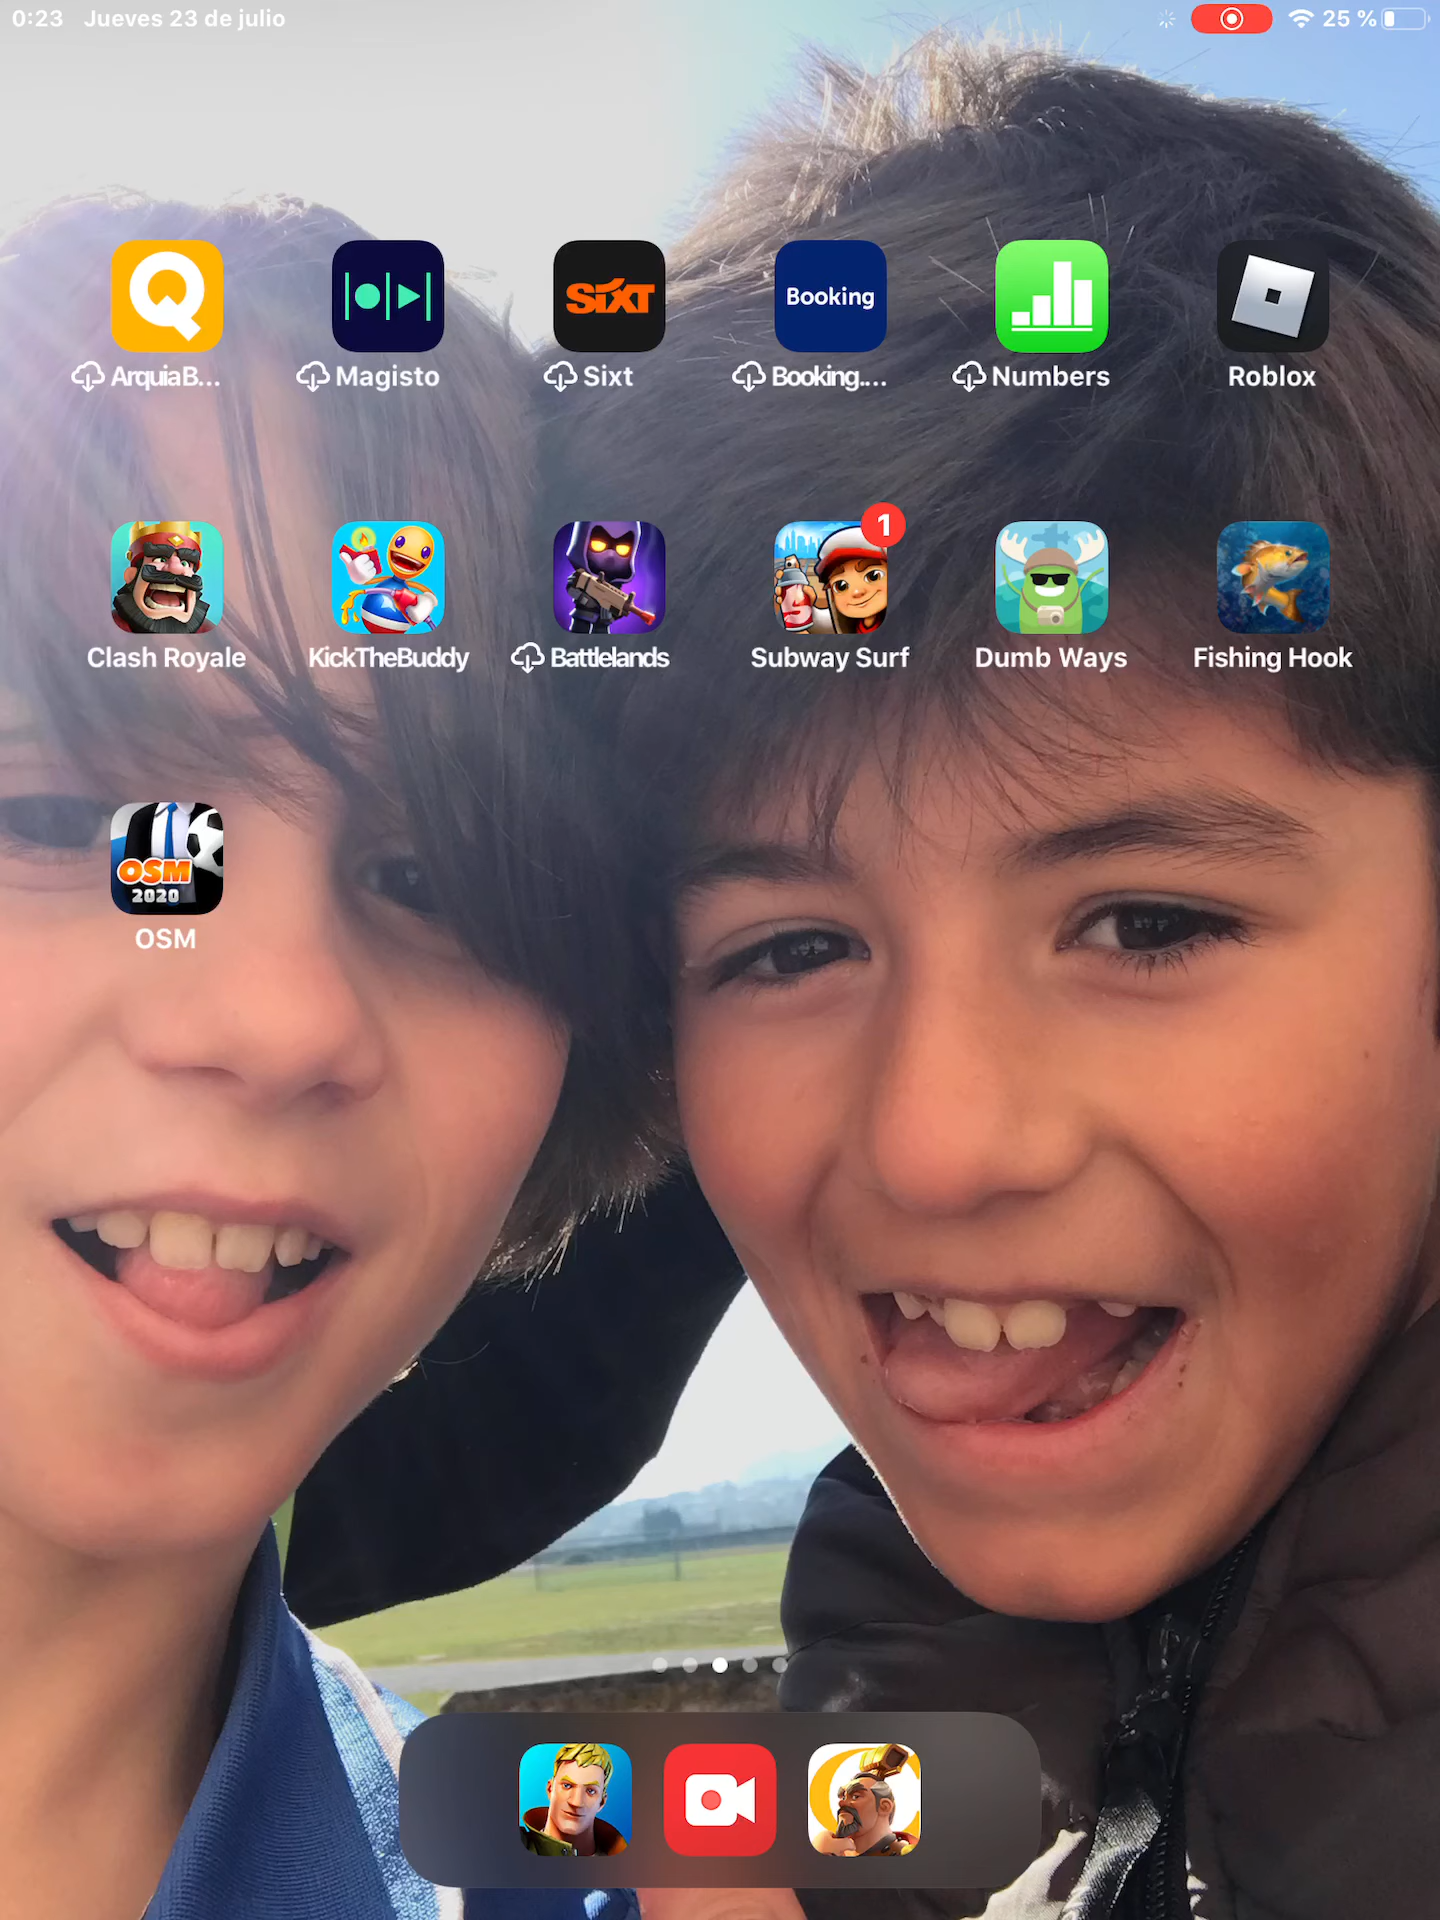 0:23 Jueves 23 de julio 25 %
SiXT
Booking
ArquiaB... Magisto Sixt Booking.... Numbers Roblox
1
Clash Royale KickTheBuddy Battlelands Subway Surf Dumb Ways Fishing Hook
OSM
2020
OSM